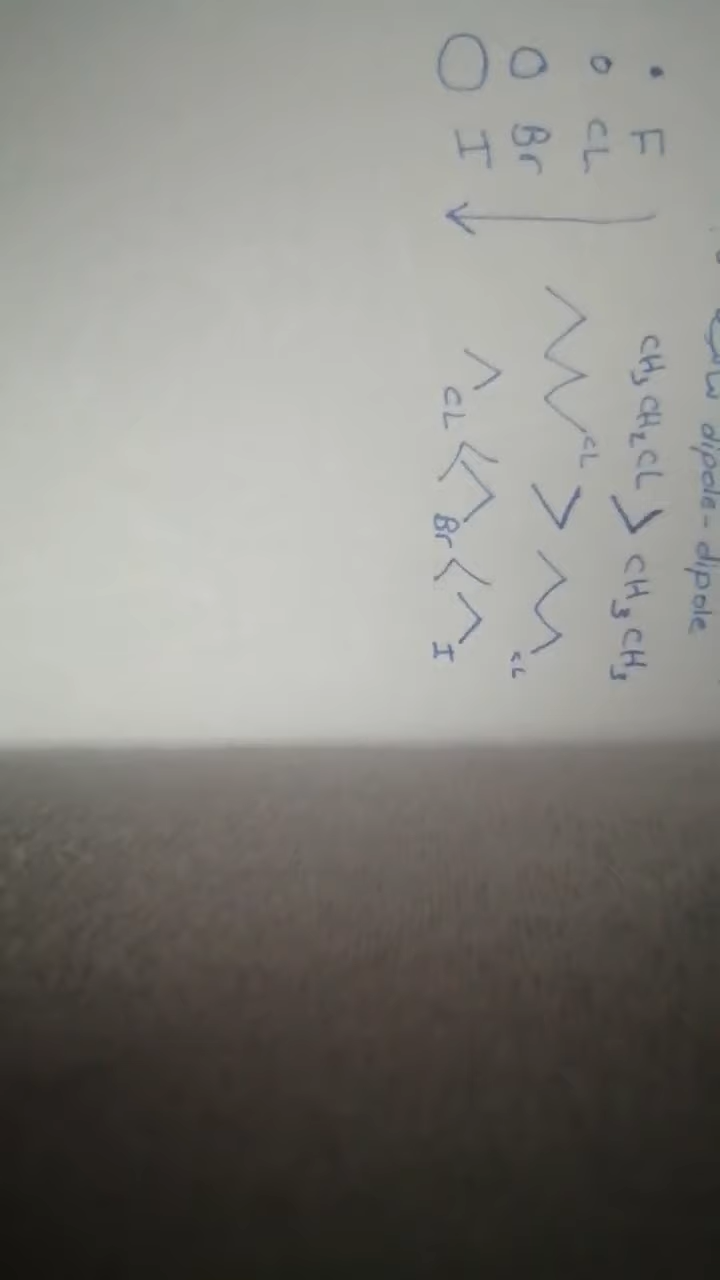 dipole-dipole
F CH₃CH₂CL > CH₃CH₃
CL
Br CL > CL
I CL < Br < I